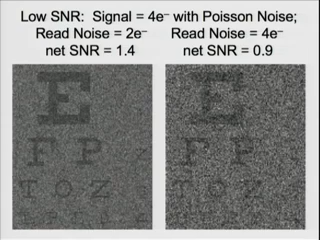 Low SNR: Signal = 4e⁻ with Poisson Noise;
Read Noise = 2e⁻
net SNR = 1.4
Read Noise = 4e⁻
net SNR = 0.9
E
F P
T O Z
E
F P
T O Z